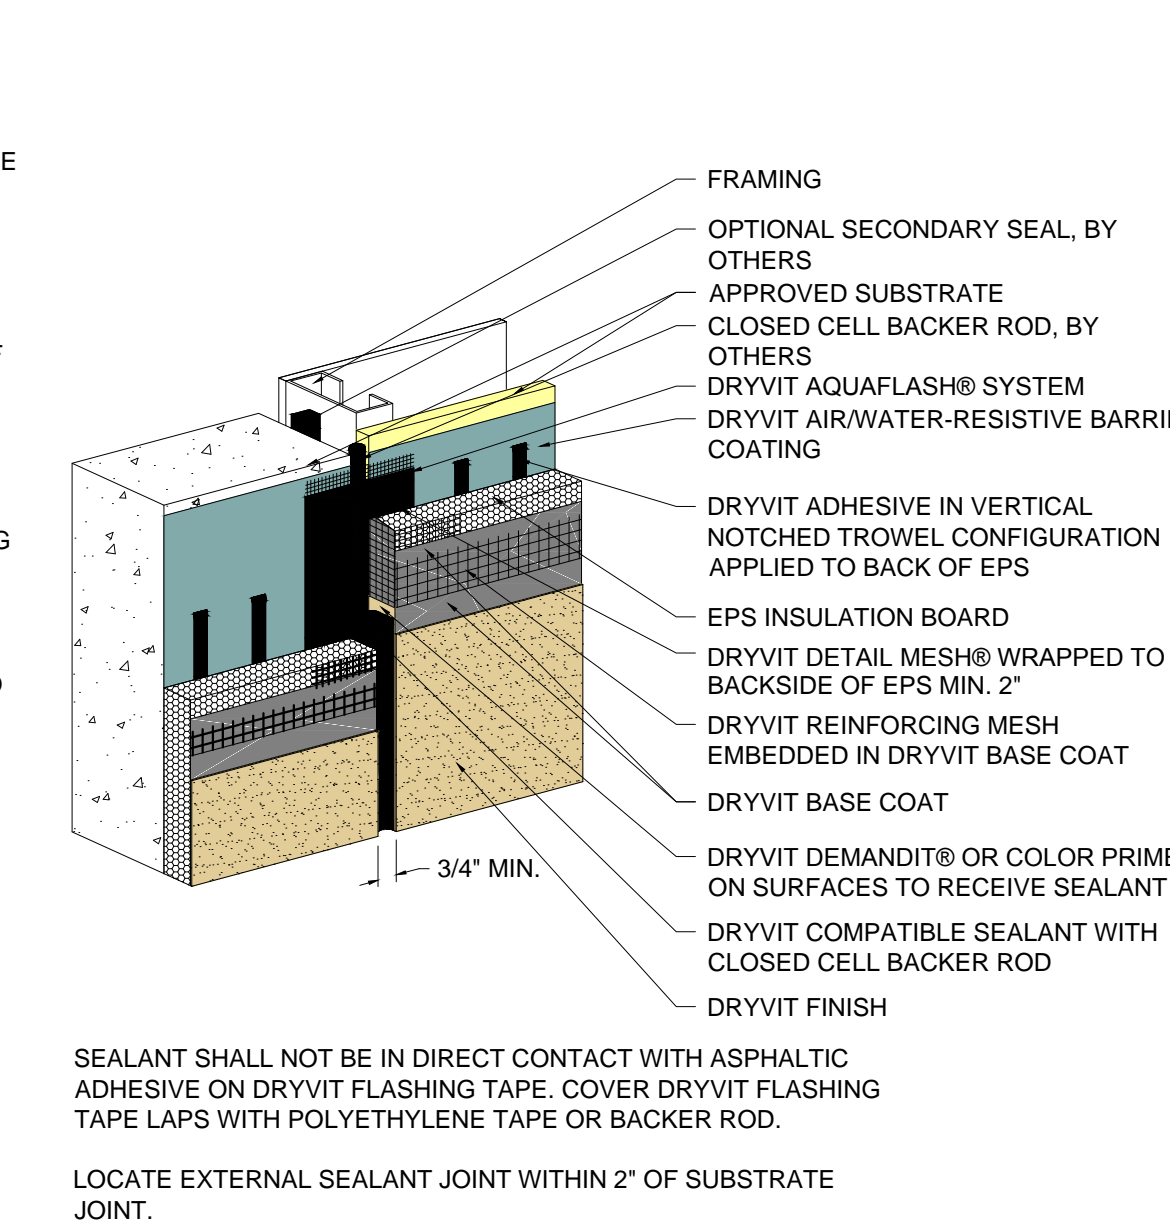 E
FRAMING
OPTIONAL SECONDARY SEAL, BY
OTHERS
APPROVED SUBSTRATE
CLOSED CELL BACKER ROD, BY
OTHERS
DRYVIT AQUAFLASH® SYSTEM
DRYVIT AIR/WATER-RESISTIVE BARRI
COATING
G
DRYVIT ADHESIVE IN VERTICAL
NOTCHED TROWEL CONFIGURATION
APPLIED TO BACK OF EPS
EPS INSULATION BOARD
DRYVIT DETAIL MESH® WRAPPED TO
BACKSIDE OF EPS MIN. 2"
DRYVIT REINFORCING MESH
EMBEDDED IN DRYVIT BASE COAT
DRYVIT BASE COAT
DRYVIT DEMANDIT® OR COLOR PRIME
ON SURFACES TO RECEIVE SEALANT
3/4" MIN.
DRYVIT COMPATIBLE SEALANT WITH
CLOSED CELL BACKER ROD
DRYVIT FINISH
SEALANT SHALL NOT BE IN DIRECT CONTACT WITH ASPHALTIC
ADHESIVE ON DRYVIT FLASHING TAPE. COVER DRYVIT FLASHING
TAPE LAPS WITH POLYETHYLENE TAPE OR BACKER ROD.
LOCATE EXTERNAL SEALANT JOINT WITHIN 2" OF SUBSTRATE
JOINT.